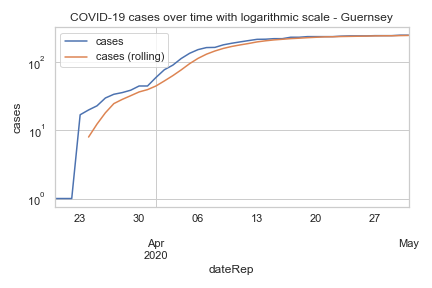 COVID-19 cases over time with logarithmic scale - Guernsey
cases
cases (rolling)
cases
10²
10¹
10⁰
23
30
06
13
20
27
Apr
2020
May
dateRep